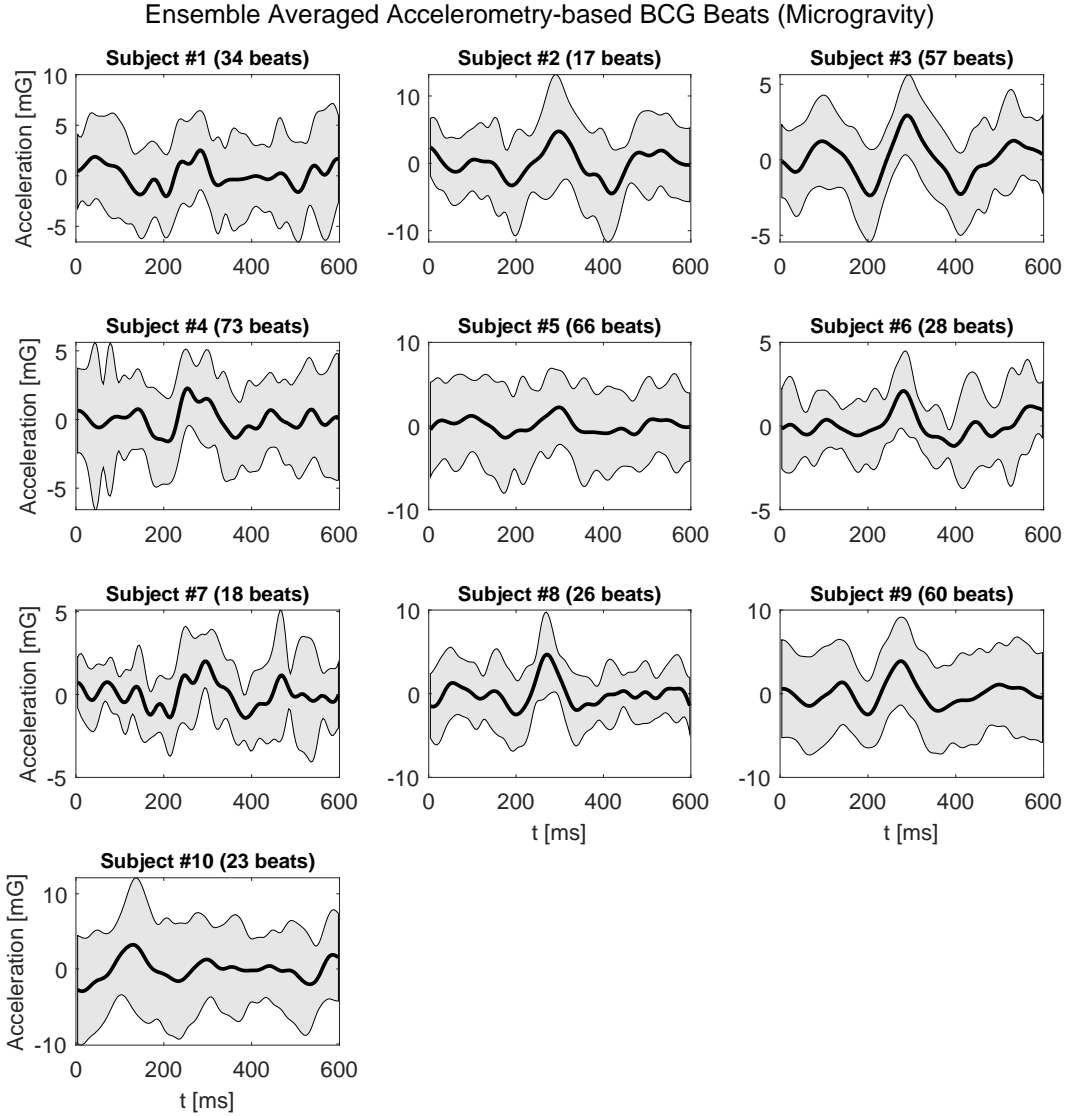 Ensemble Averaged Accelerometry-based BCG Beats (Microgravity)
Subject #1 (34 beats)
Acceleration [mG]
10
5
0
-5
0 200 400 600
Subject #2 (17 beats)
10
0
-10
0 200 400 600
Subject #3 (57 beats)
5
0
-5
0 200 400 600
Subject #4 (73 beats)
Acceleration [mG]
5
0
-5
0 200 400 600
Subject #5 (66 beats)
10
0
-10
0 200 400 600
Subject #6 (28 beats)
5
0
-5
0 200 400 600
Subject #7 (18 beats)
Acceleration [mG]
5
0
-5
0 200 400 600
Subject #8 (26 beats)
10
0
-10
0 200 400 600
t [ms]
Subject #9 (60 beats)
10
0
-10
0 200 400 600
t [ms]
Subject #10 (23 beats)
Acceleration [mG]
10
0
-10
0 200 400 600
t [ms]